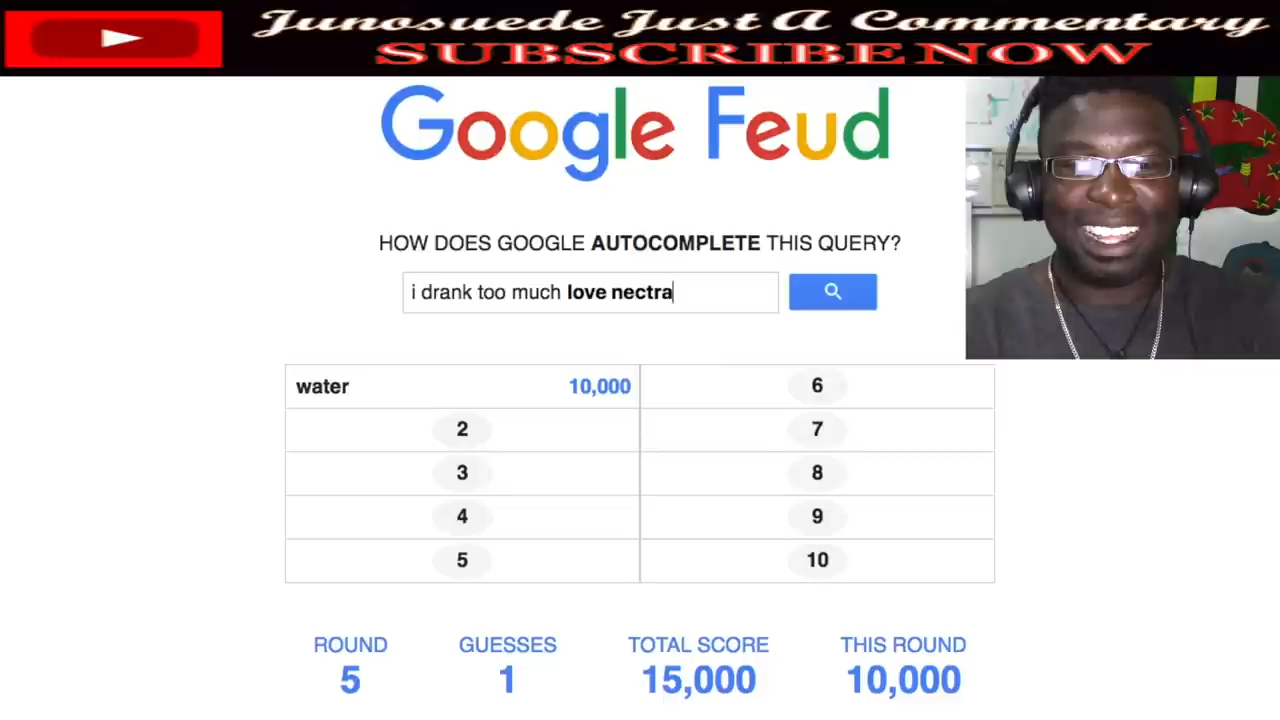 Junosuede Just A Commentary
SUBSCRIBE NOW
Google Feud
HOW DOES GOOGLE AUTOCOMPLETE THIS QUERY?
i drank too much love nectra
water 10,000 6
2 7
3 8
4 9
5 10
ROUND GUESSES TOTAL SCORE THIS ROUND
5 1 15,000 10,000